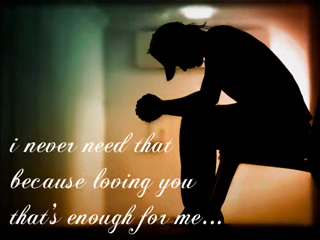 i never need that
because loving you
that's enough for me...